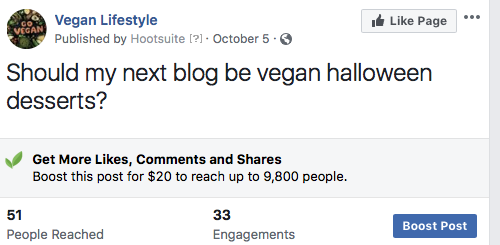 GO VEGAN
Vegan Lifestyle
Like Page
Published by Hootsuite [?] · October 5 ·
Should my next blog be vegan halloween
desserts?
Get More Likes, Comments and Shares
Boost this post for $20 to reach up to 9,800 people.
51
33
People Reached
Engagements
Boost Post